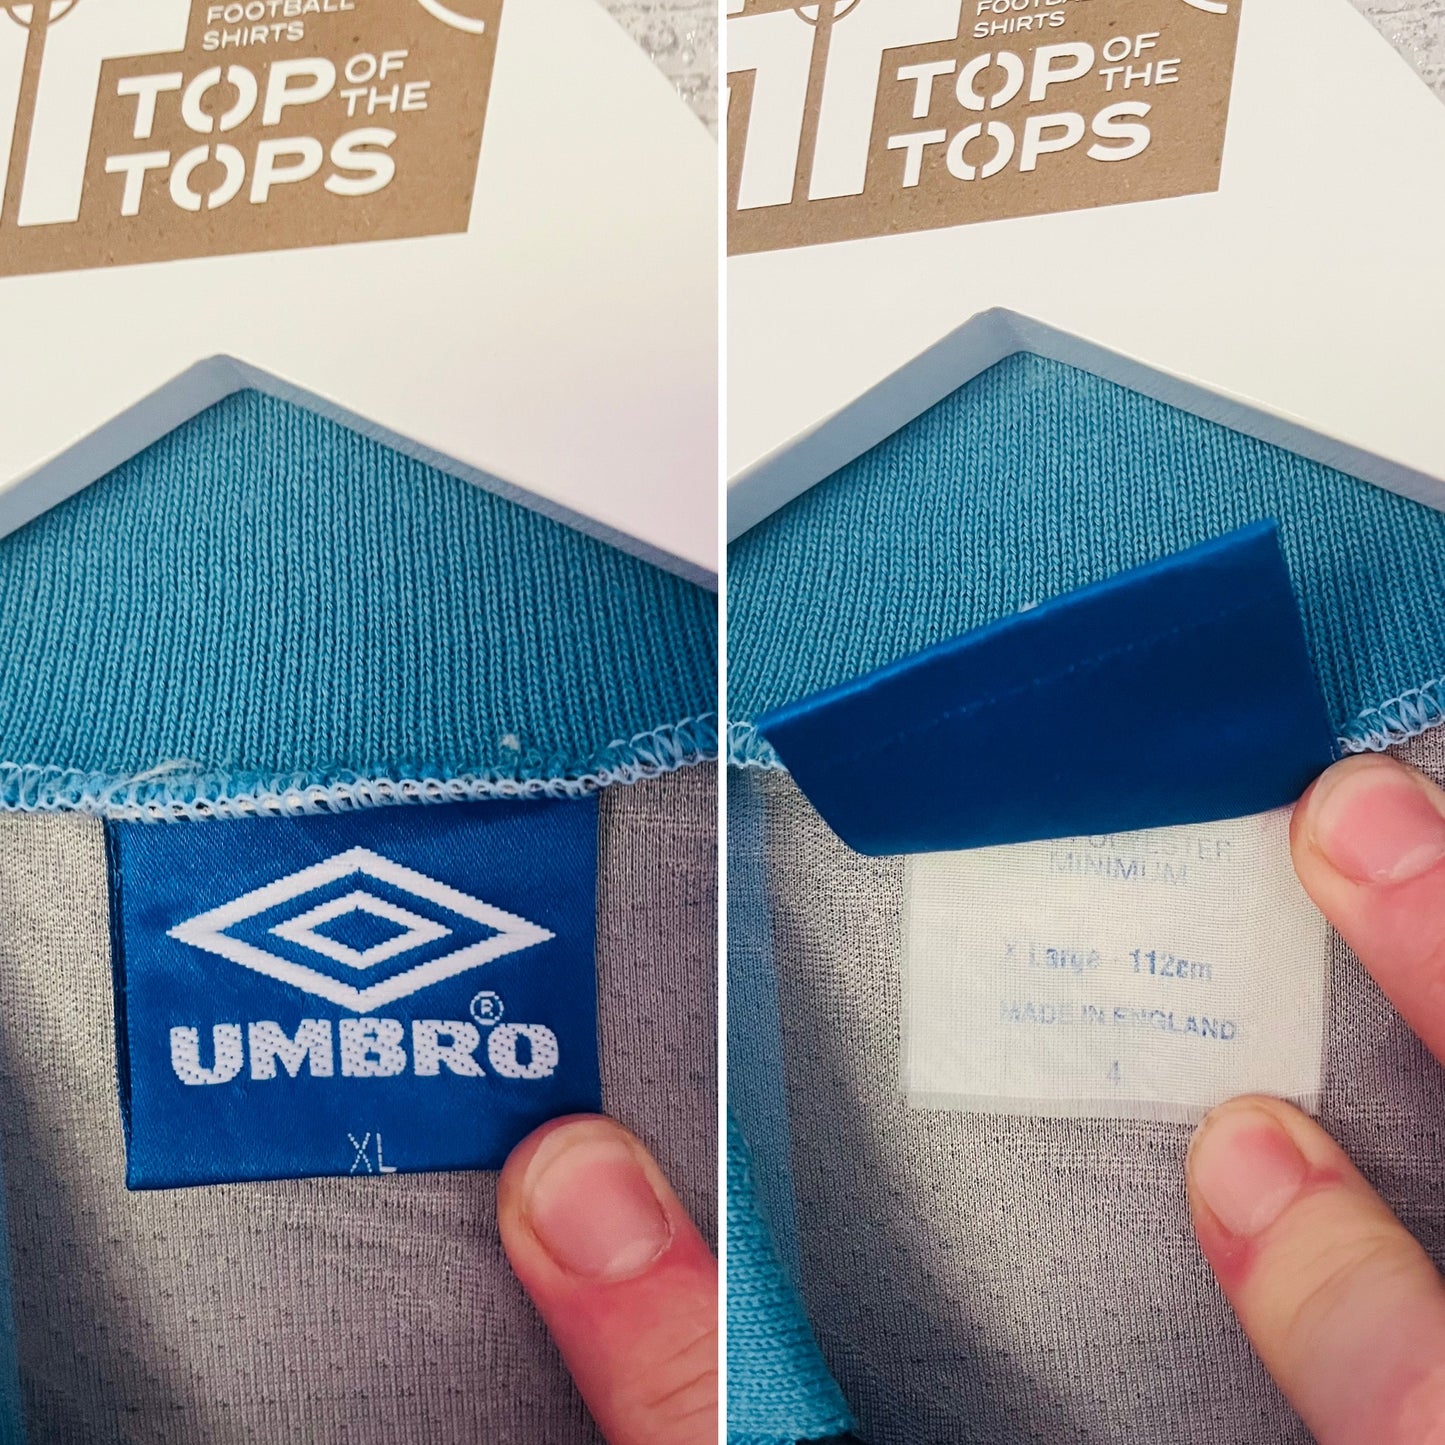 FOOTBALL
SHIRTS
TOP OF
THE
TOPS
UMBRO ®
XL
FOOTBALL
SHIRTS
TOP OF
THE
TOPS
POLYESTER
MINIMUM
X Large - 112cm
MADE IN ENGLAND
4